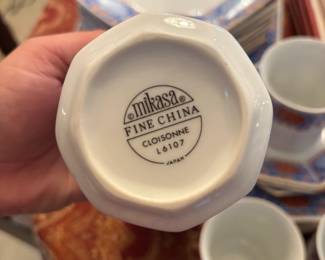 © mikasa ®
FINE CHINA
CLOISONNE
L6107
JAPAN